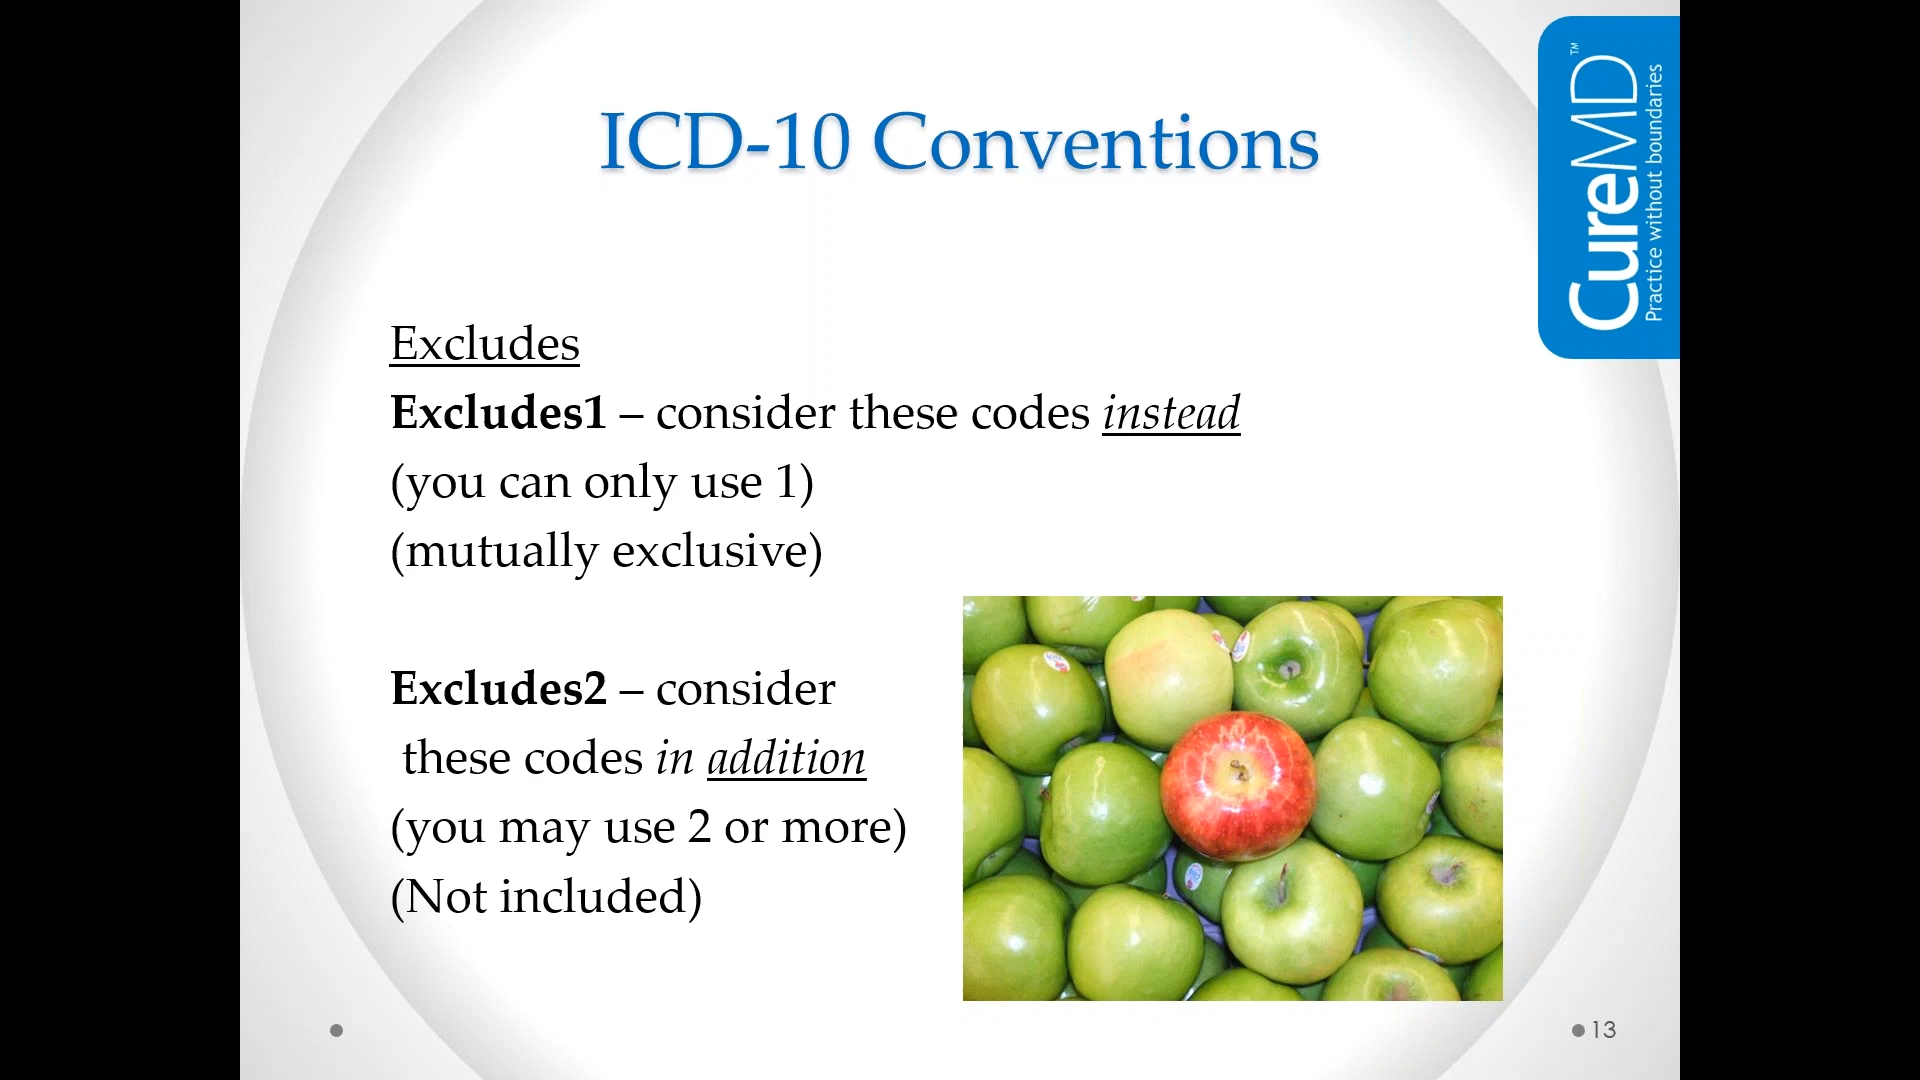 ICD-10 Conventions
CureMD™
Practice without boundaries
Excludes
Excludes1 – consider these codes instead
(you can only use 1)
(mutually exclusive)
Excludes2 – consider
these codes in addition
(you may use 2 or more)
(Not included)
13